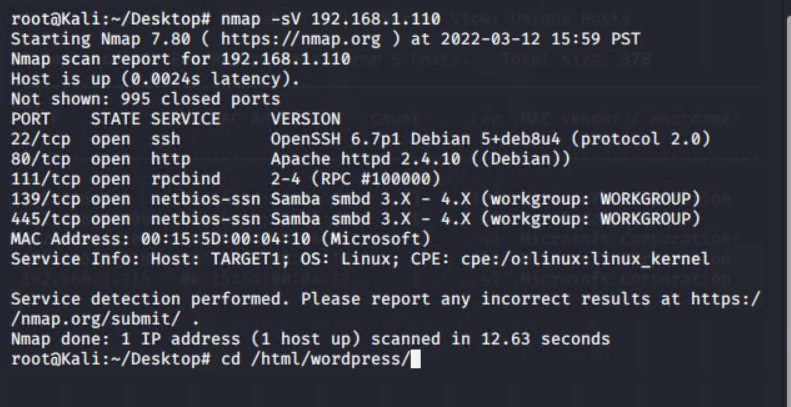 root@Kali:~/Desktop# nmap -sV 192.168.1.110
Starting Nmap 7.80 ( https://nmap.org ) at 2022-03-12 15:59 PST
Nmap scan report for 192.168.1.110
Host is up (0.0024s latency).
Not shown: 995 closed ports
PORT    STATE SERVICE     VERSION
22/tcp  open  ssh         OpenSSH 6.7p1 Debian 5+deb8u4 (protocol 2.0)
80/tcp  open  http        Apache httpd 2.4.10 ((Debian))
111/tcp open  rpcbind     2-4 (RPC #100000)
139/tcp open  netbios-ssn Samba smbd 3.X - 4.X (workgroup: WORKGROUP)
445/tcp open  netbios-ssn Samba smbd 3.X - 4.X (workgroup: WORKGROUP)
MAC Address: 00:15:5D:00:04:10 (Microsoft)
Service Info: Host: TARGET1; OS: Linux; CPE: cpe:/o:linux:linux_kernel

Service detection performed. Please report any incorrect results at https:/
/nmap.org/submit/ .
Nmap done: 1 IP address (1 host up) scanned in 12.63 seconds
root@Kali:~/Desktop# cd /html/wordpress/